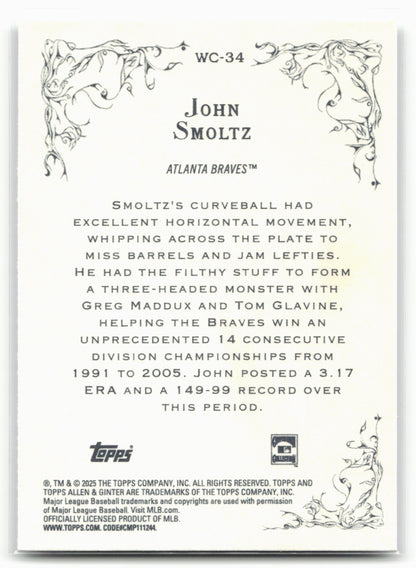 WC-34
JOHN
SMOLTZ
ATLANTA BRAVES™
SMOLTZ'S CURVEBALL HAD
EXCELLENT HORIZONTAL MOVEMENT,
WHIPPING ACROSS THE PLATE TO
MISS BARRELS AND JAM LEFTIES.
HE HAD THE FILTHY STUFF TO FORM
A THREE-HEADED MONSTER WITH
GREG MADDUX AND TOM GLAVINE,
HELPING THE BRAVES WIN AN
UNPRECEDENTED 14 CONSECUTIVE
DIVISION CHAMPIONSHIPS FROM
1991 TO 2005. JOHN POSTED A 3.17
ERA AND A 149-99 RECORD OVER
THIS PERIOD.
Topps
®, TM & © 2025 THE TOPPS COMPANY, INC. ALL RIGHTS RESERVED. TOPPS AND
TOPPS ALLEN & GINTER ARE TRADEMARKS OF THE TOPPS COMPANY, INC.
Major League Baseball trademarks and copyrights are used with permission
of Major League Baseball. Visit MLB.com.
OFFICIALLY LICENSED PRODUCT OF MLB.
WWW.TOPPS.COM. CODE#CMP111244.